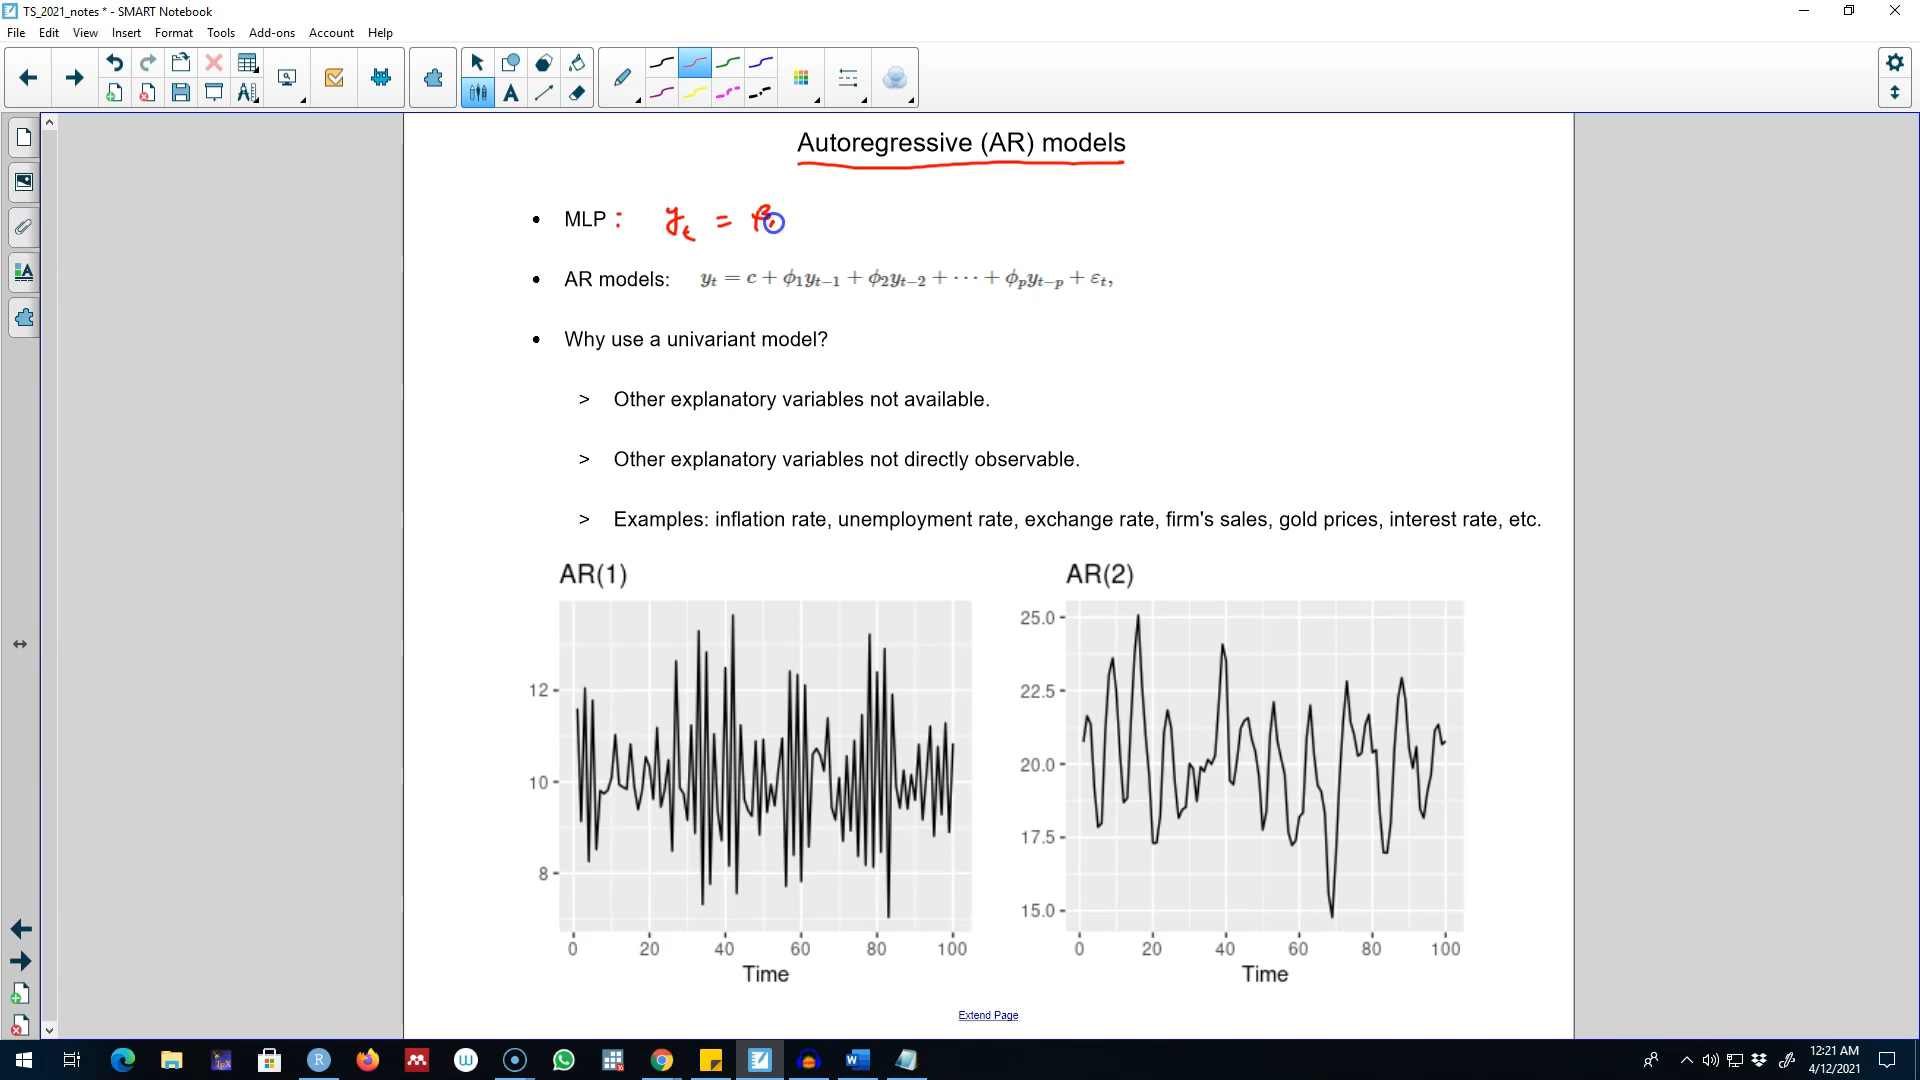 TS_2021_notes * - SMART Notebook
File Edit View Insert Format Tools Add-ons Account Help
Autoregressive (AR) models
• MLP : y_t = β
• AR models: y_t = c + ϕ_1y_{t−1} + ϕ_2y_{t−2} + ⋯ + ϕ_py_{t−p} + ε_t,
• Why use a univariant model?
> Other explanatory variables not available.
> Other explanatory variables not directly observable.
> Examples: inflation rate, unemployment rate, exchange rate, firm's sales, gold prices, interest rate, etc.
AR(1)
12
10
8
0 20 40 60 80 100
Time
AR(2)
25.0
22.5
20.0
17.5
15.0
0 20 40 60 80 100
Time
Extend Page
12:21 AM
4/12/2021